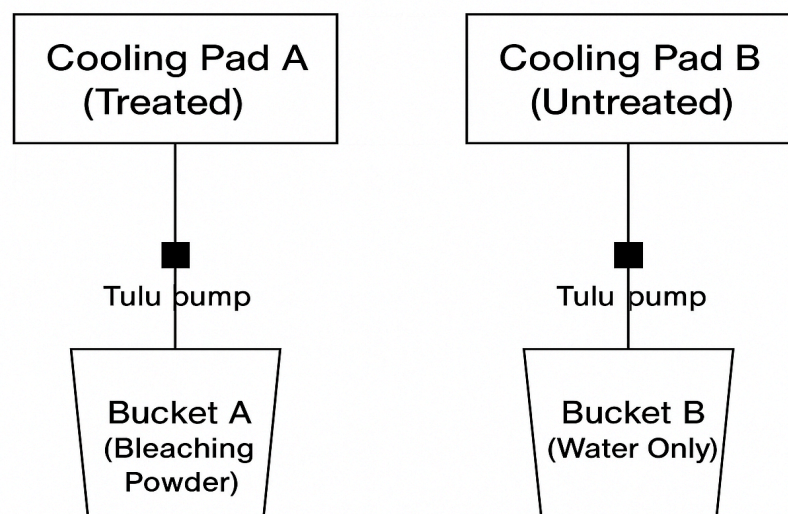 Cooling Pad A
(Treated)
Tulu pump
Bucket A
(Bleaching
Powder)
Cooling Pad B
(Untreated)
Tulu pump
Bucket B
(Water Only)